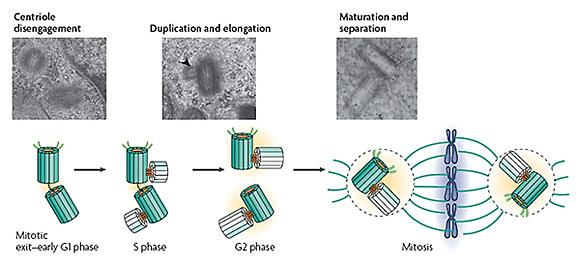 Centriole
disengagement
Duplication and elongation
Maturation and
separation
Mitotic
exit–early G1 phase
S phase
G2 phase
Mitosis